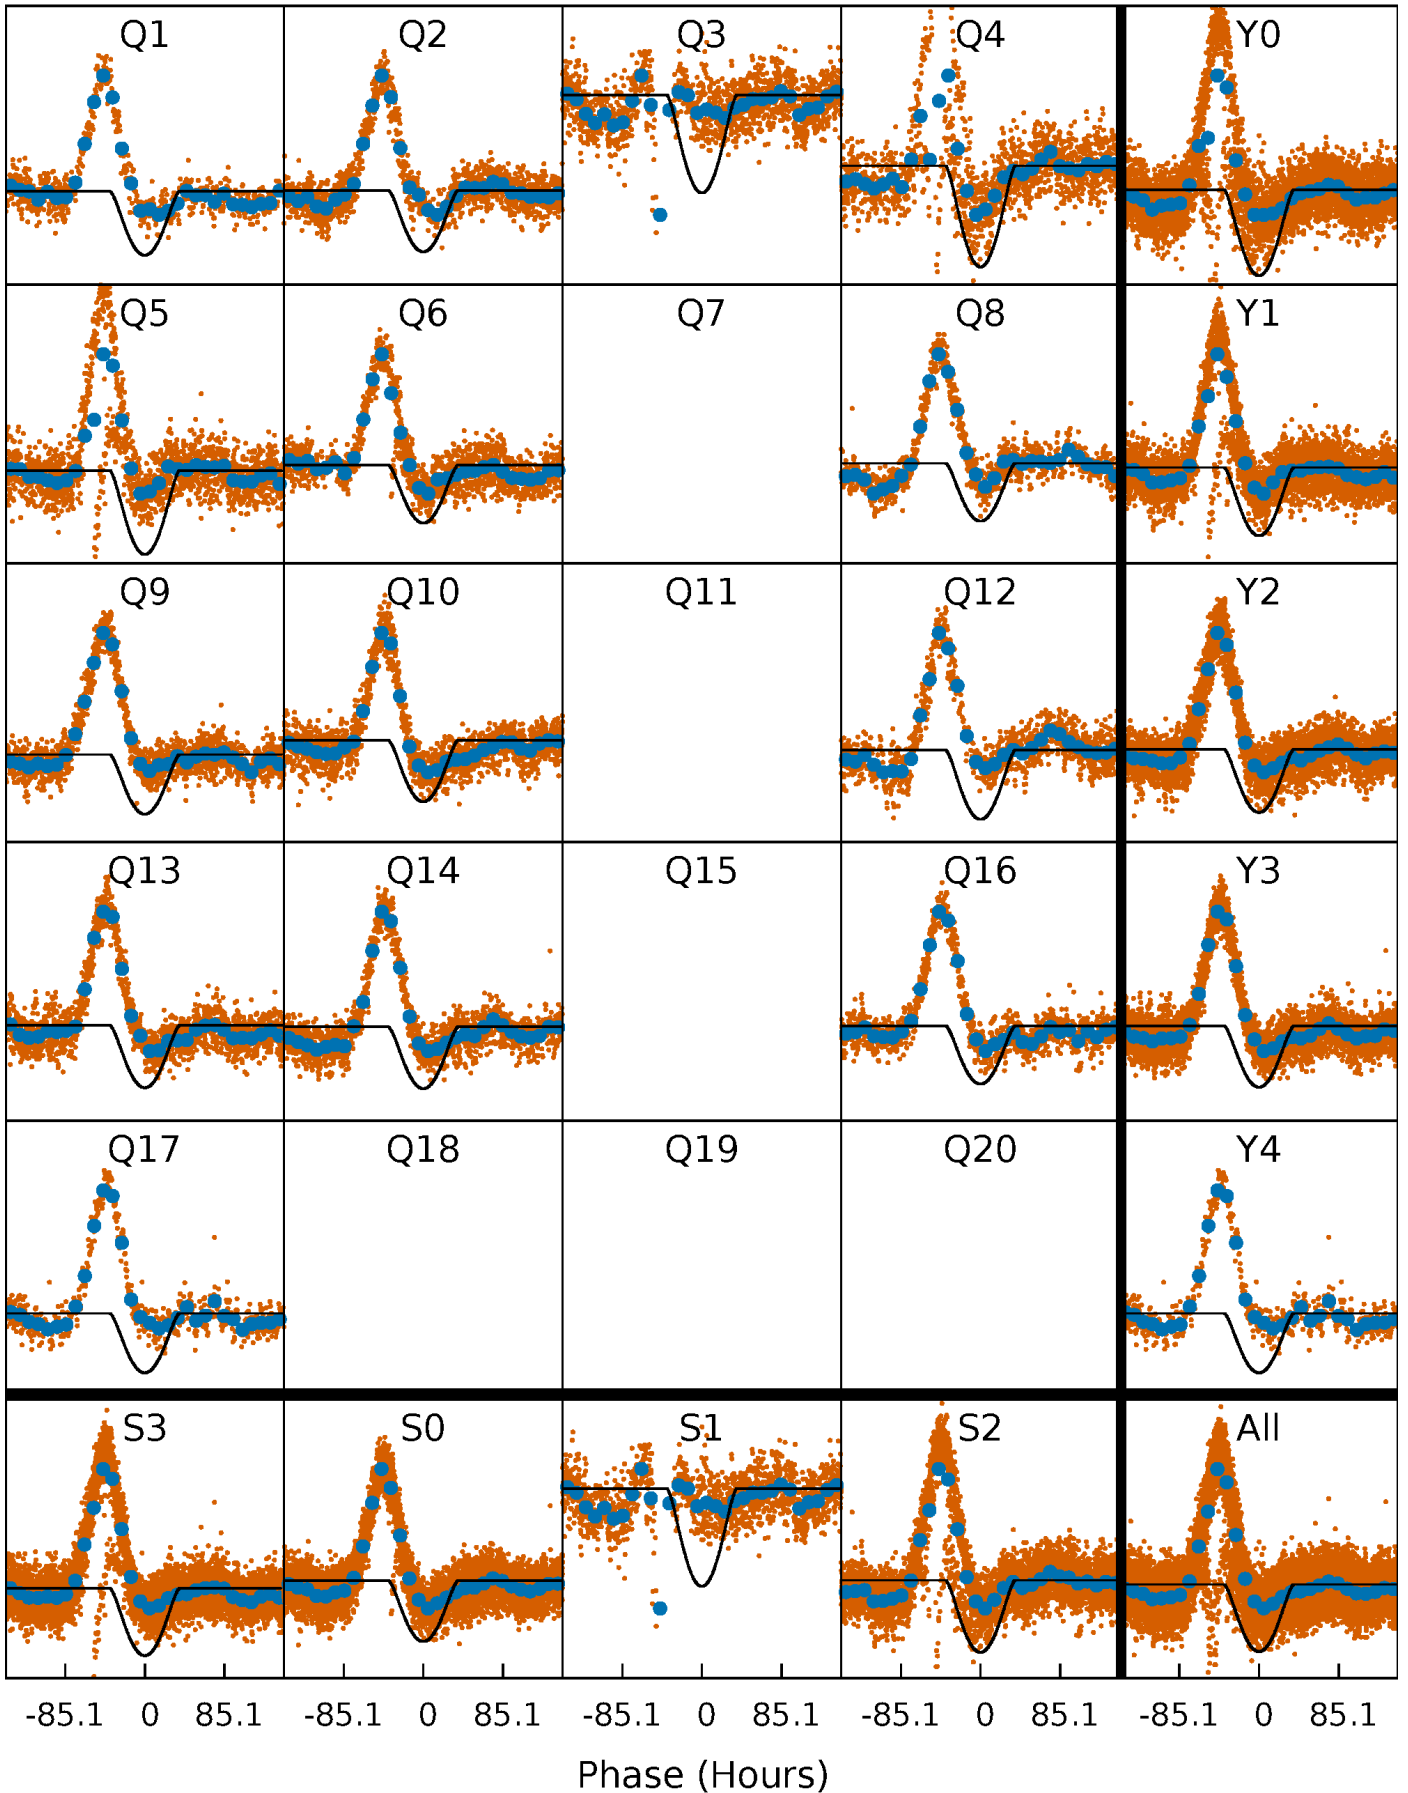 Q1 Q2 Q3 Q4 Y0
Q5 Q6 Q7 Q8 Y1
Q9 Q10 Q11 Q12 Y2
Q13 Q14 Q15 Q16 Y3
Q17 Q18 Q19 Q20 Y4
S3 S0 S1 S2 All
-85.1 0 85.1 -85.1 0 85.1 -85.1 0 85.1 -85.1 0 85.1 -85.1 0 85.1
Phase (Hours)